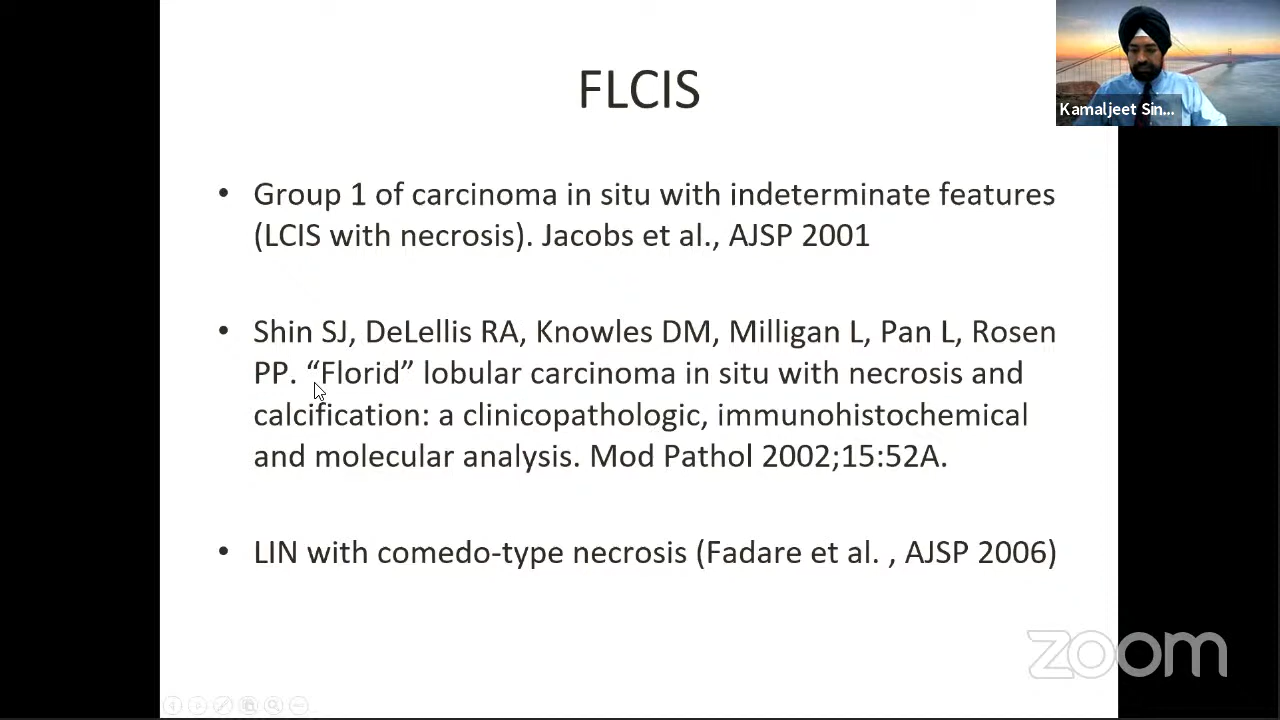 FLCIS
Kamaljeet Sin...
• Group 1 of carcinoma in situ with indeterminate features
(LCIS with necrosis). Jacobs et al., AJSP 2001
• Shin SJ, DeLellis RA, Knowles DM, Milligan L, Pan L, Rosen
PP. “Florid” lobular carcinoma in situ with necrosis and
calcification: a clinicopathologic, immunohistochemical
and molecular analysis. Mod Pathol 2002;15:52A.
• LIN with comedo-type necrosis (Fadare et al. , AJSP 2006)
zoom